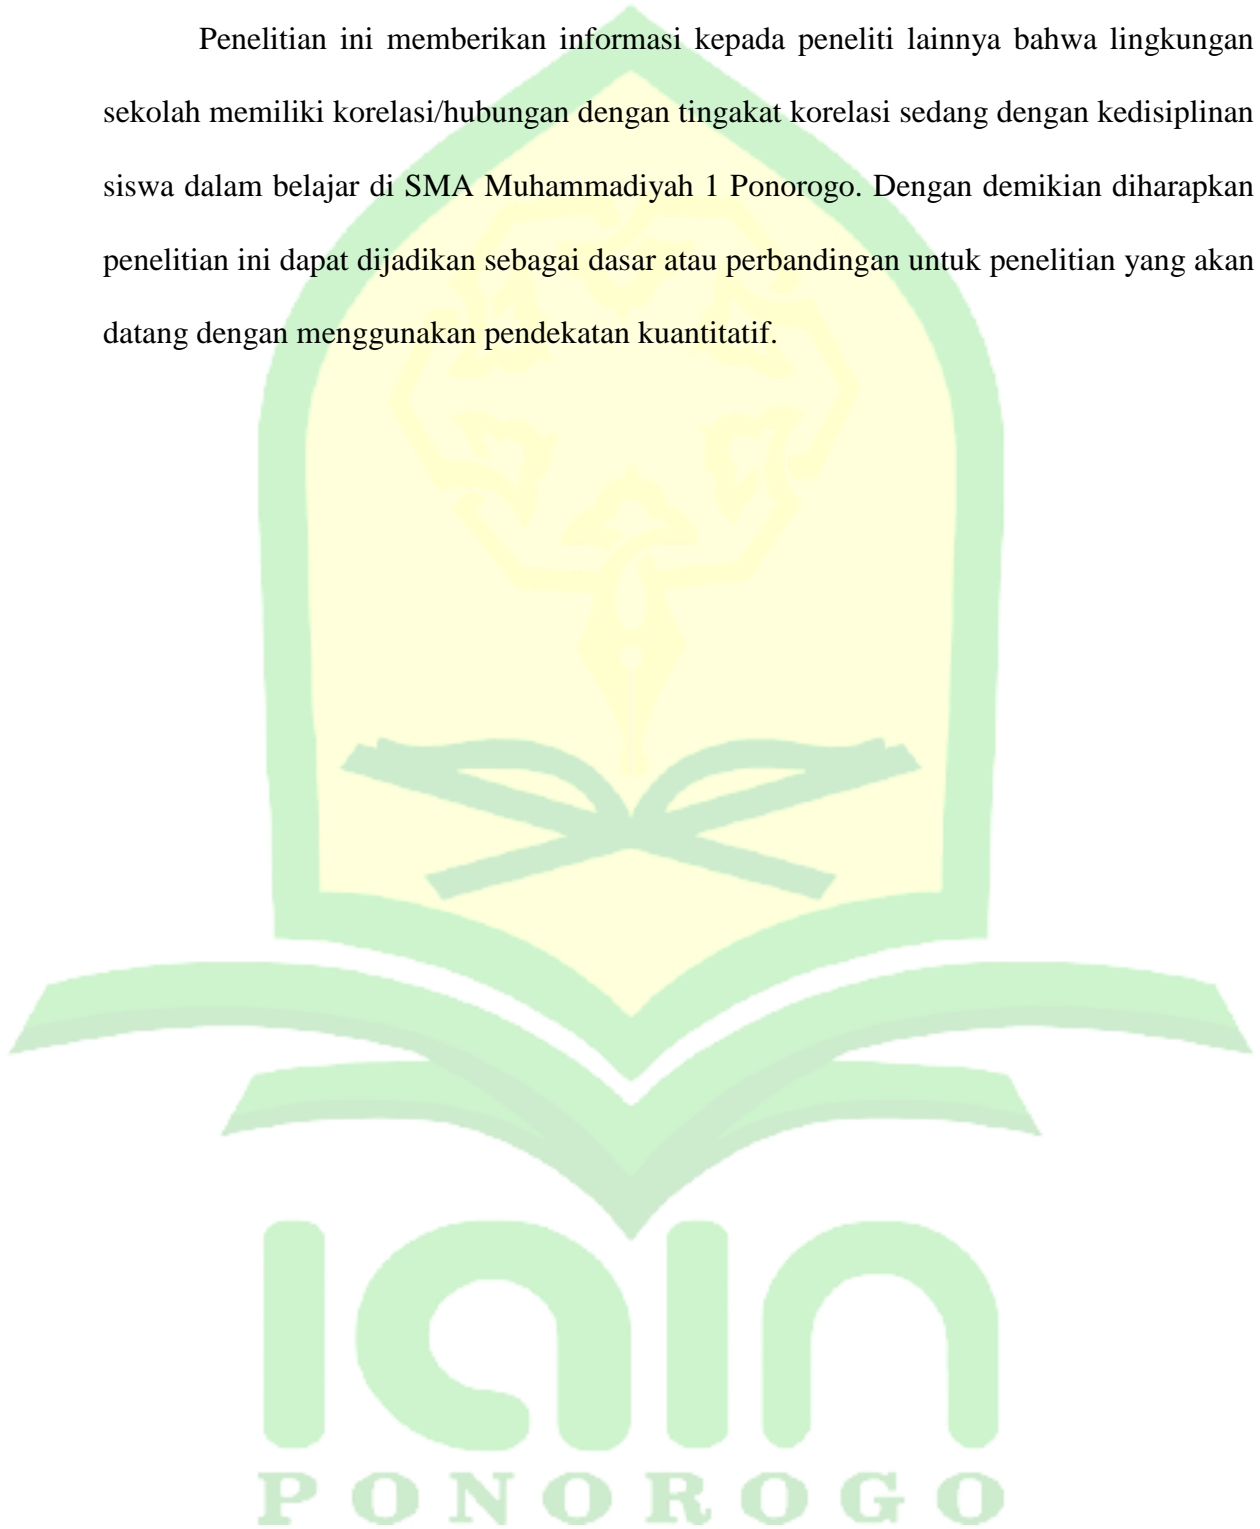 Penelitian ini memberikan informasi kepada peneliti lainnya bahwa lingkungan
sekolah memiliki korelasi/hubungan dengan tingakat korelasi sedang dengan kedisiplinan
siswa dalam belajar di SMA Muhammadiyah 1 Ponorogo. Dengan demikian diharapkan
penelitian ini dapat dijadikan sebagai dasar atau perbandingan untuk penelitian yang akan
datang dengan menggunakan pendekatan kuantitatif.
iain
PONOROGO